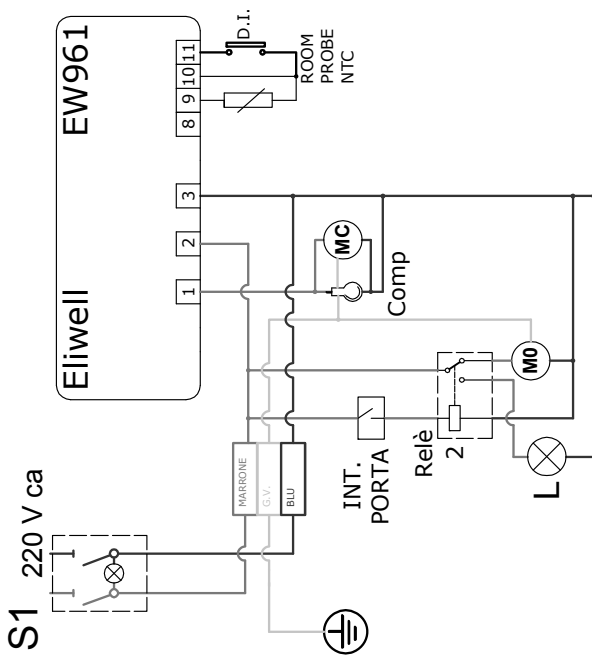 S1
220 V ca
Eliwell
EW961
1
2
3
8
9
10
11
D.I.
ROOM
PROBE
NTC
MC
Comp
MARRONE
G.V.
BLU
INT.
PORTA
Relè
2
M0
L